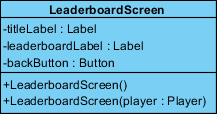 LeaderboardScreen
-titleLabel : Label
-leaderboardLabel : Label
-backButton : Button
+LeaderboardScreen()
+LeaderboardScreen(player : Player)